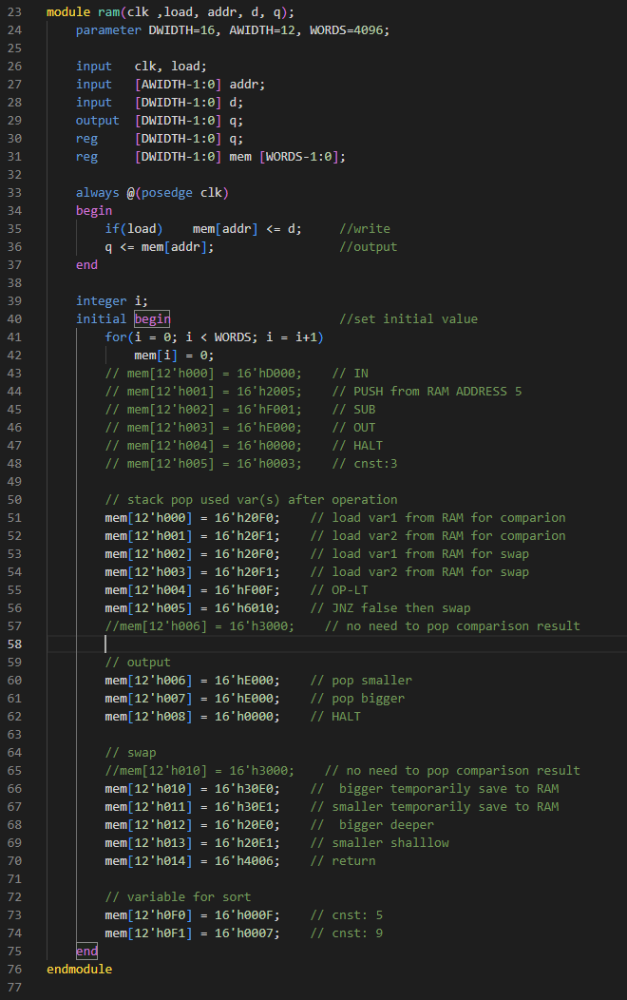 23 module ram(clk ,load, addr, d, q);
24     parameter DWIDTH=16, AWIDTH=12, WORDS=4096;
25
26     input   clk, load;
27     input   [AWIDTH-1:0] addr;
28     input   [DWIDTH-1:0] d;
29     output  [DWIDTH-1:0] q;
30     reg     [DWIDTH-1:0] q;
31     reg     [DWIDTH-1:0] mem [WORDS-1:0];
32
33     always @(posedge clk)
34     begin
35         if(load)    mem[addr] <= d;     //write
36         q <= mem[addr];                 //output
37     end
38
39     integer i;
40     initial begin                       //set initial value
41         for(i = 0; i < WORDS; i = i+1)
42             mem[i] = 0;
43         // mem[12'h000] = 16'hD000;    // IN
44         // mem[12'h001] = 16'h2005;    // PUSH from RAM ADDRESS 5
45         // mem[12'h002] = 16'hF001;    // SUB
46         // mem[12'h003] = 16'hE000;    // OUT
47         // mem[12'h004] = 16'h0000;    // HALT
48         // mem[12'h005] = 16'h0003;    // cnst:3
49
50         // stack pop used var(s) after operation
51         mem[12'h000] = 16'h20F0;    // load var1 from RAM for comparion
52         mem[12'h001] = 16'h20F1;    // load var2 from RAM for comparion
53         mem[12'h002] = 16'h20F0;    // load var1 from RAM for swap
54         mem[12'h003] = 16'h20F1;    // load var2 from RAM for swap
55         mem[12'h004] = 16'hF00F;    // OP-LT
56         mem[12'h005] = 16'h6010;    // JNZ false then swap
57         //mem[12'h006] = 16'h3000;    // no need to pop comparison result
58
59         // output
60         mem[12'h006] = 16'hE000;    // pop smaller
61         mem[12'h007] = 16'hE000;    // pop bigger
62         mem[12'h008] = 16'h0000;    // HALT
63
64         // swap
65         //mem[12'h010] = 16'h3000;    // no need to pop comparison result
66         mem[12'h010] = 16'h30E0;    //  bigger temporarily save to RAM
67         mem[12'h011] = 16'h30E1;    // smaller temporarily save to RAM
68         mem[12'h012] = 16'h20E0;    //  bigger deeper
69         mem[12'h013] = 16'h20E1;    // smaller shalllow
70         mem[12'h014] = 16'h4006;    // return
71
72         // variable for sort
73         mem[12'h0F0] = 16'h000F;    // cnst: 5
74         mem[12'h0F1] = 16'h0007;    // cnst: 9
75     end
76 endmodule
77